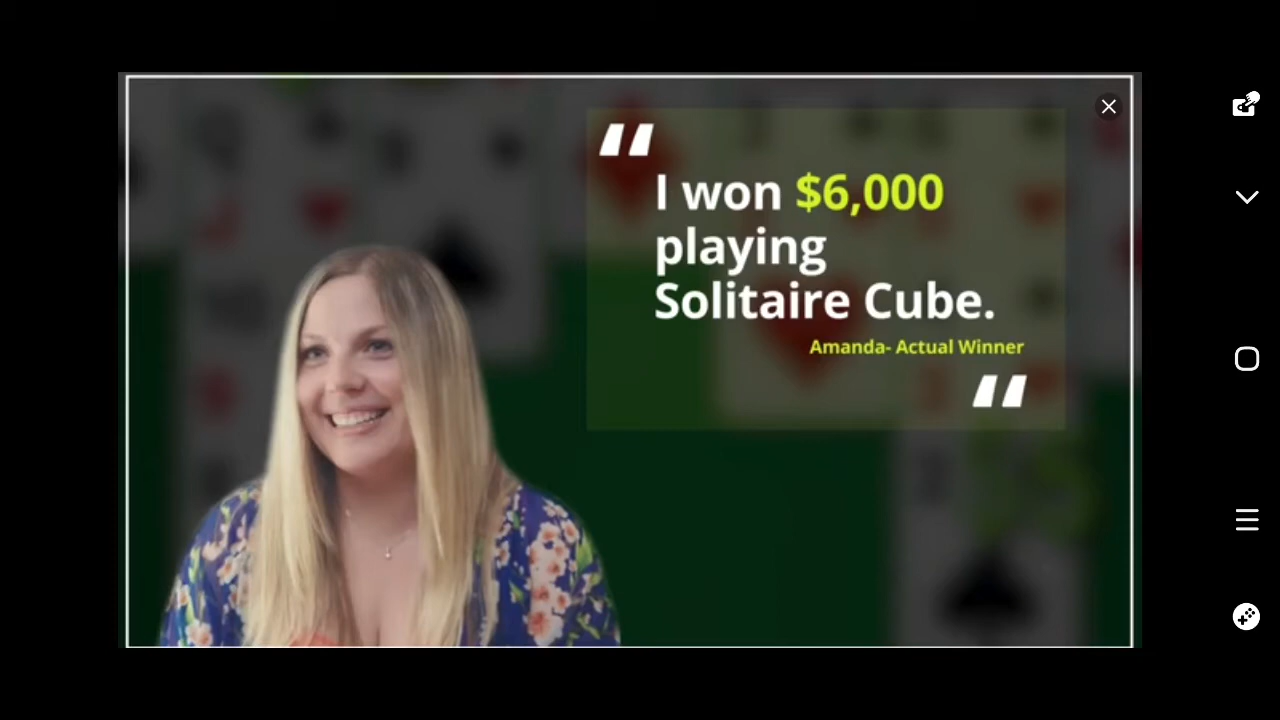 “
I won $6,000
playing
Solitaire Cube.
Amanda- Actual Winner
“